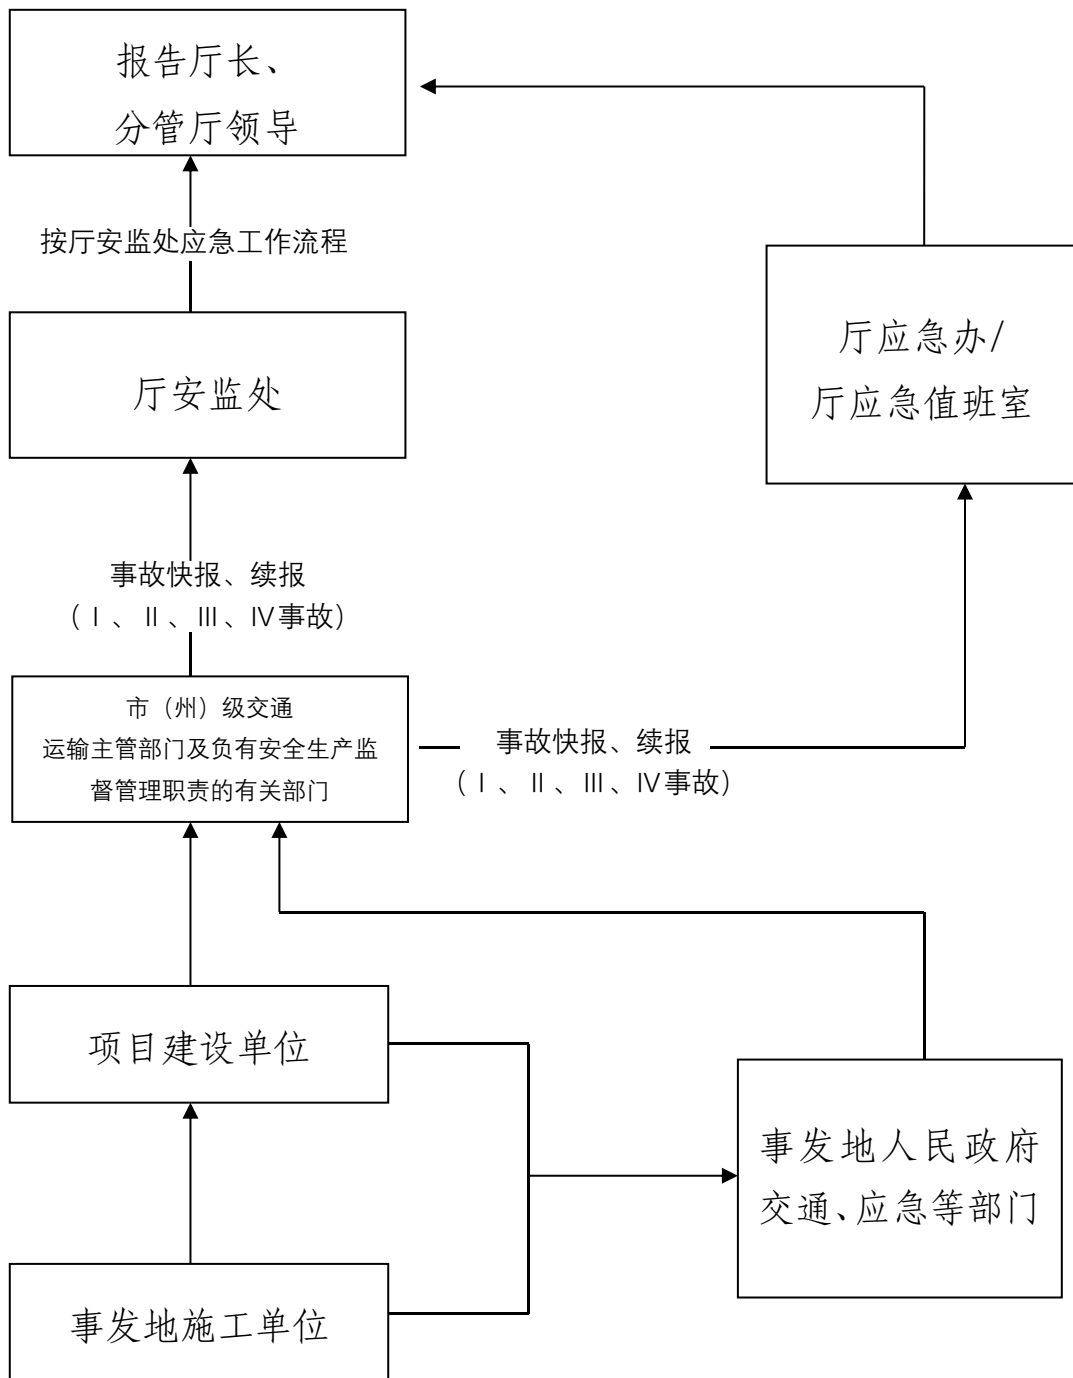 报告厅长、
分管厅领导
按厅安监处应急工作流程
厅应急办/
厅应急值班室
厅安监处
事故快报、续报
（Ⅰ、Ⅱ、Ⅲ、Ⅳ事故）
市（州）级交通
运输主管部门及负有安全生产监
督管理职责的有关部门
事故快报、续报
（Ⅰ、Ⅱ、Ⅲ、Ⅳ事故）
项目建设单位
事发地人民政府
交通、应急等部门
事发地施工单位